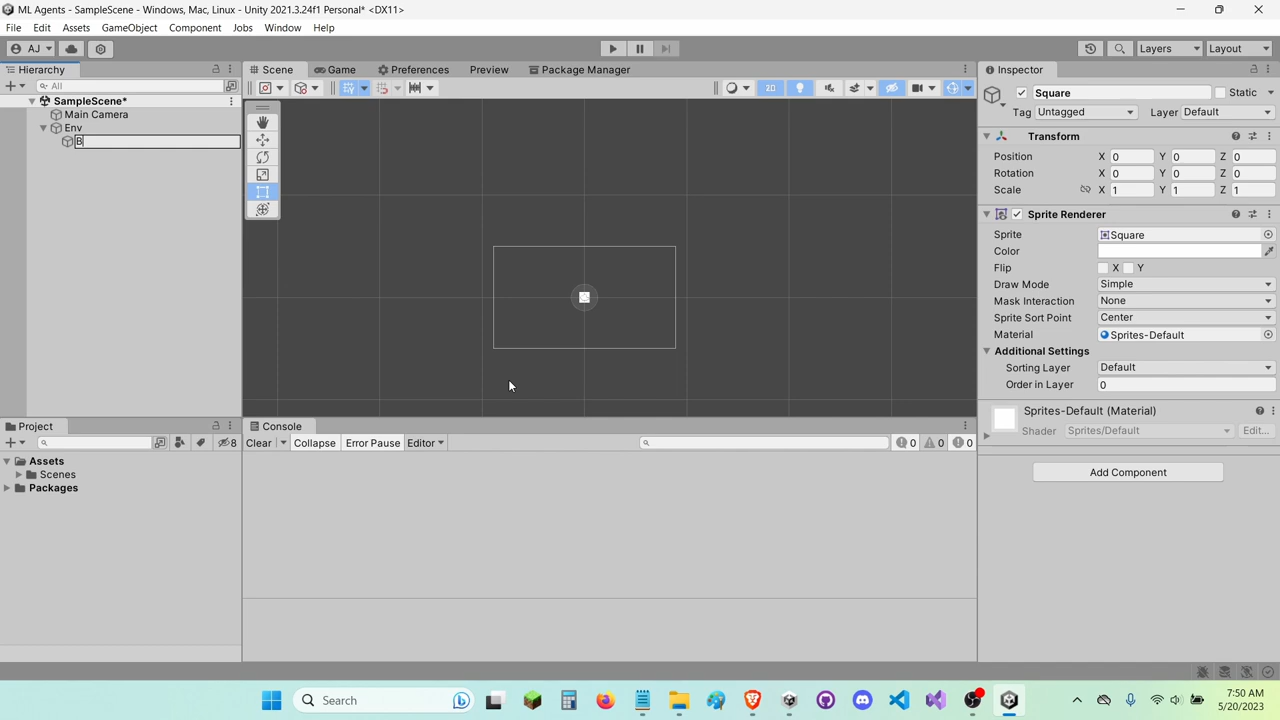 ML Agents - SampleScene - Windows, Mac, Linux - Unity 2021.3.24f1 Personal* <DX11>
File Edit Assets GameObject Component Jobs Window Help
AJ Layers Layout
Hierarchy Scene Game Preferences Preview Package Manager Inspector
All 2D
SampleScene*
Main Camera
Env
B
Square Static
Tag Untagged Layer Default
Transform
Position X 0 Y 0 Z 0
Rotation X 0 Y 0 Z 0
Scale X 1 Y 1 Z 1
Sprite Renderer
Sprite Square
Color
Flip X Y
Draw Mode Simple
Mask Interaction None
Sprite Sort Point Center
Material Sprites-Default
Additional Settings
Sorting Layer Default
Order in Layer 0
Sprites-Default (Material)
Shader Sprites/Default Edit...
Add Component
Project Console
8 Clear Collapse Error Pause Editor 0 0 0
Assets
Scenes
Packages
Search
7:50 AM
5/20/2023